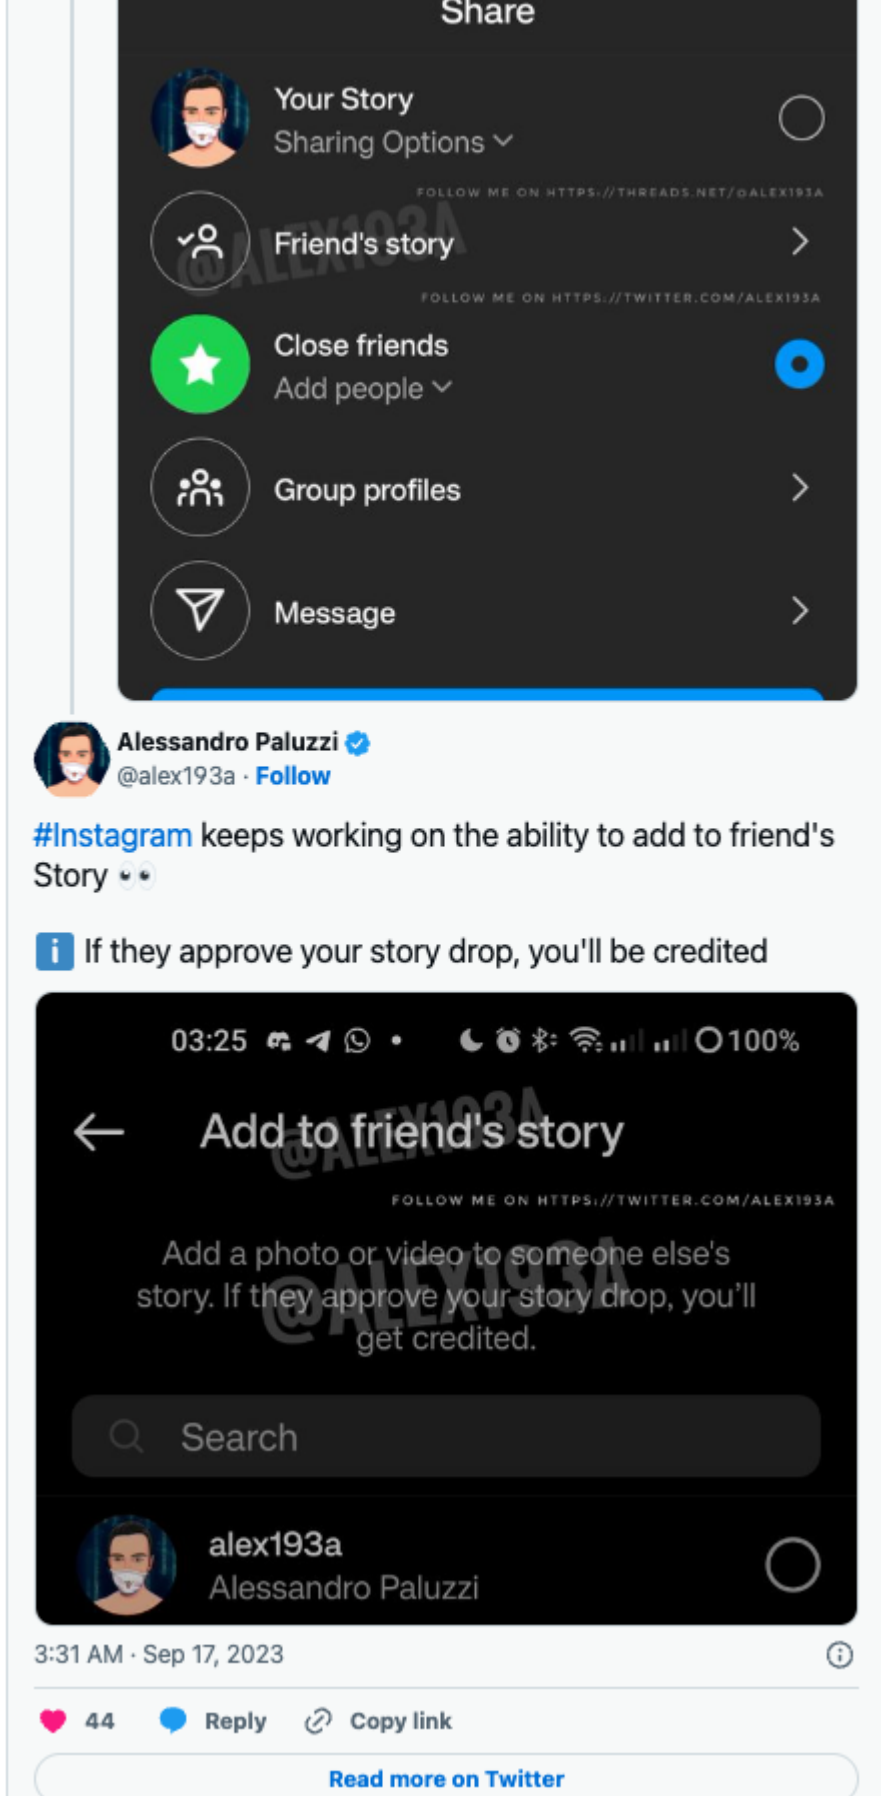 Share
Your Story
Sharing Options
FOLLOW ME ON HTTPS://THREADS.NET/@ALEX193A
@ALEX193A
Friend's story
FOLLOW ME ON HTTPS://TWITTER.COM/ALEX193A
Close friends
Add people
Group profiles
Message
Alessandro Paluzzi
@alex193a · Follow
#Instagram keeps working on the ability to add to friend's
Story 👀
ℹ️ If they approve your story drop, you'll be credited
03:25 100%
@ALEX193A
Add to friend's story
FOLLOW ME ON HTTPS://TWITTER.COM/ALEX193A
Add a photo or video to someone else's
@ALEX193A
story. If they approve your story drop, you'll
get credited.
Search
alex193a
Alessandro Paluzzi
3:31 AM · Sep 17, 2023
44 Reply Copy link
Read more on Twitter